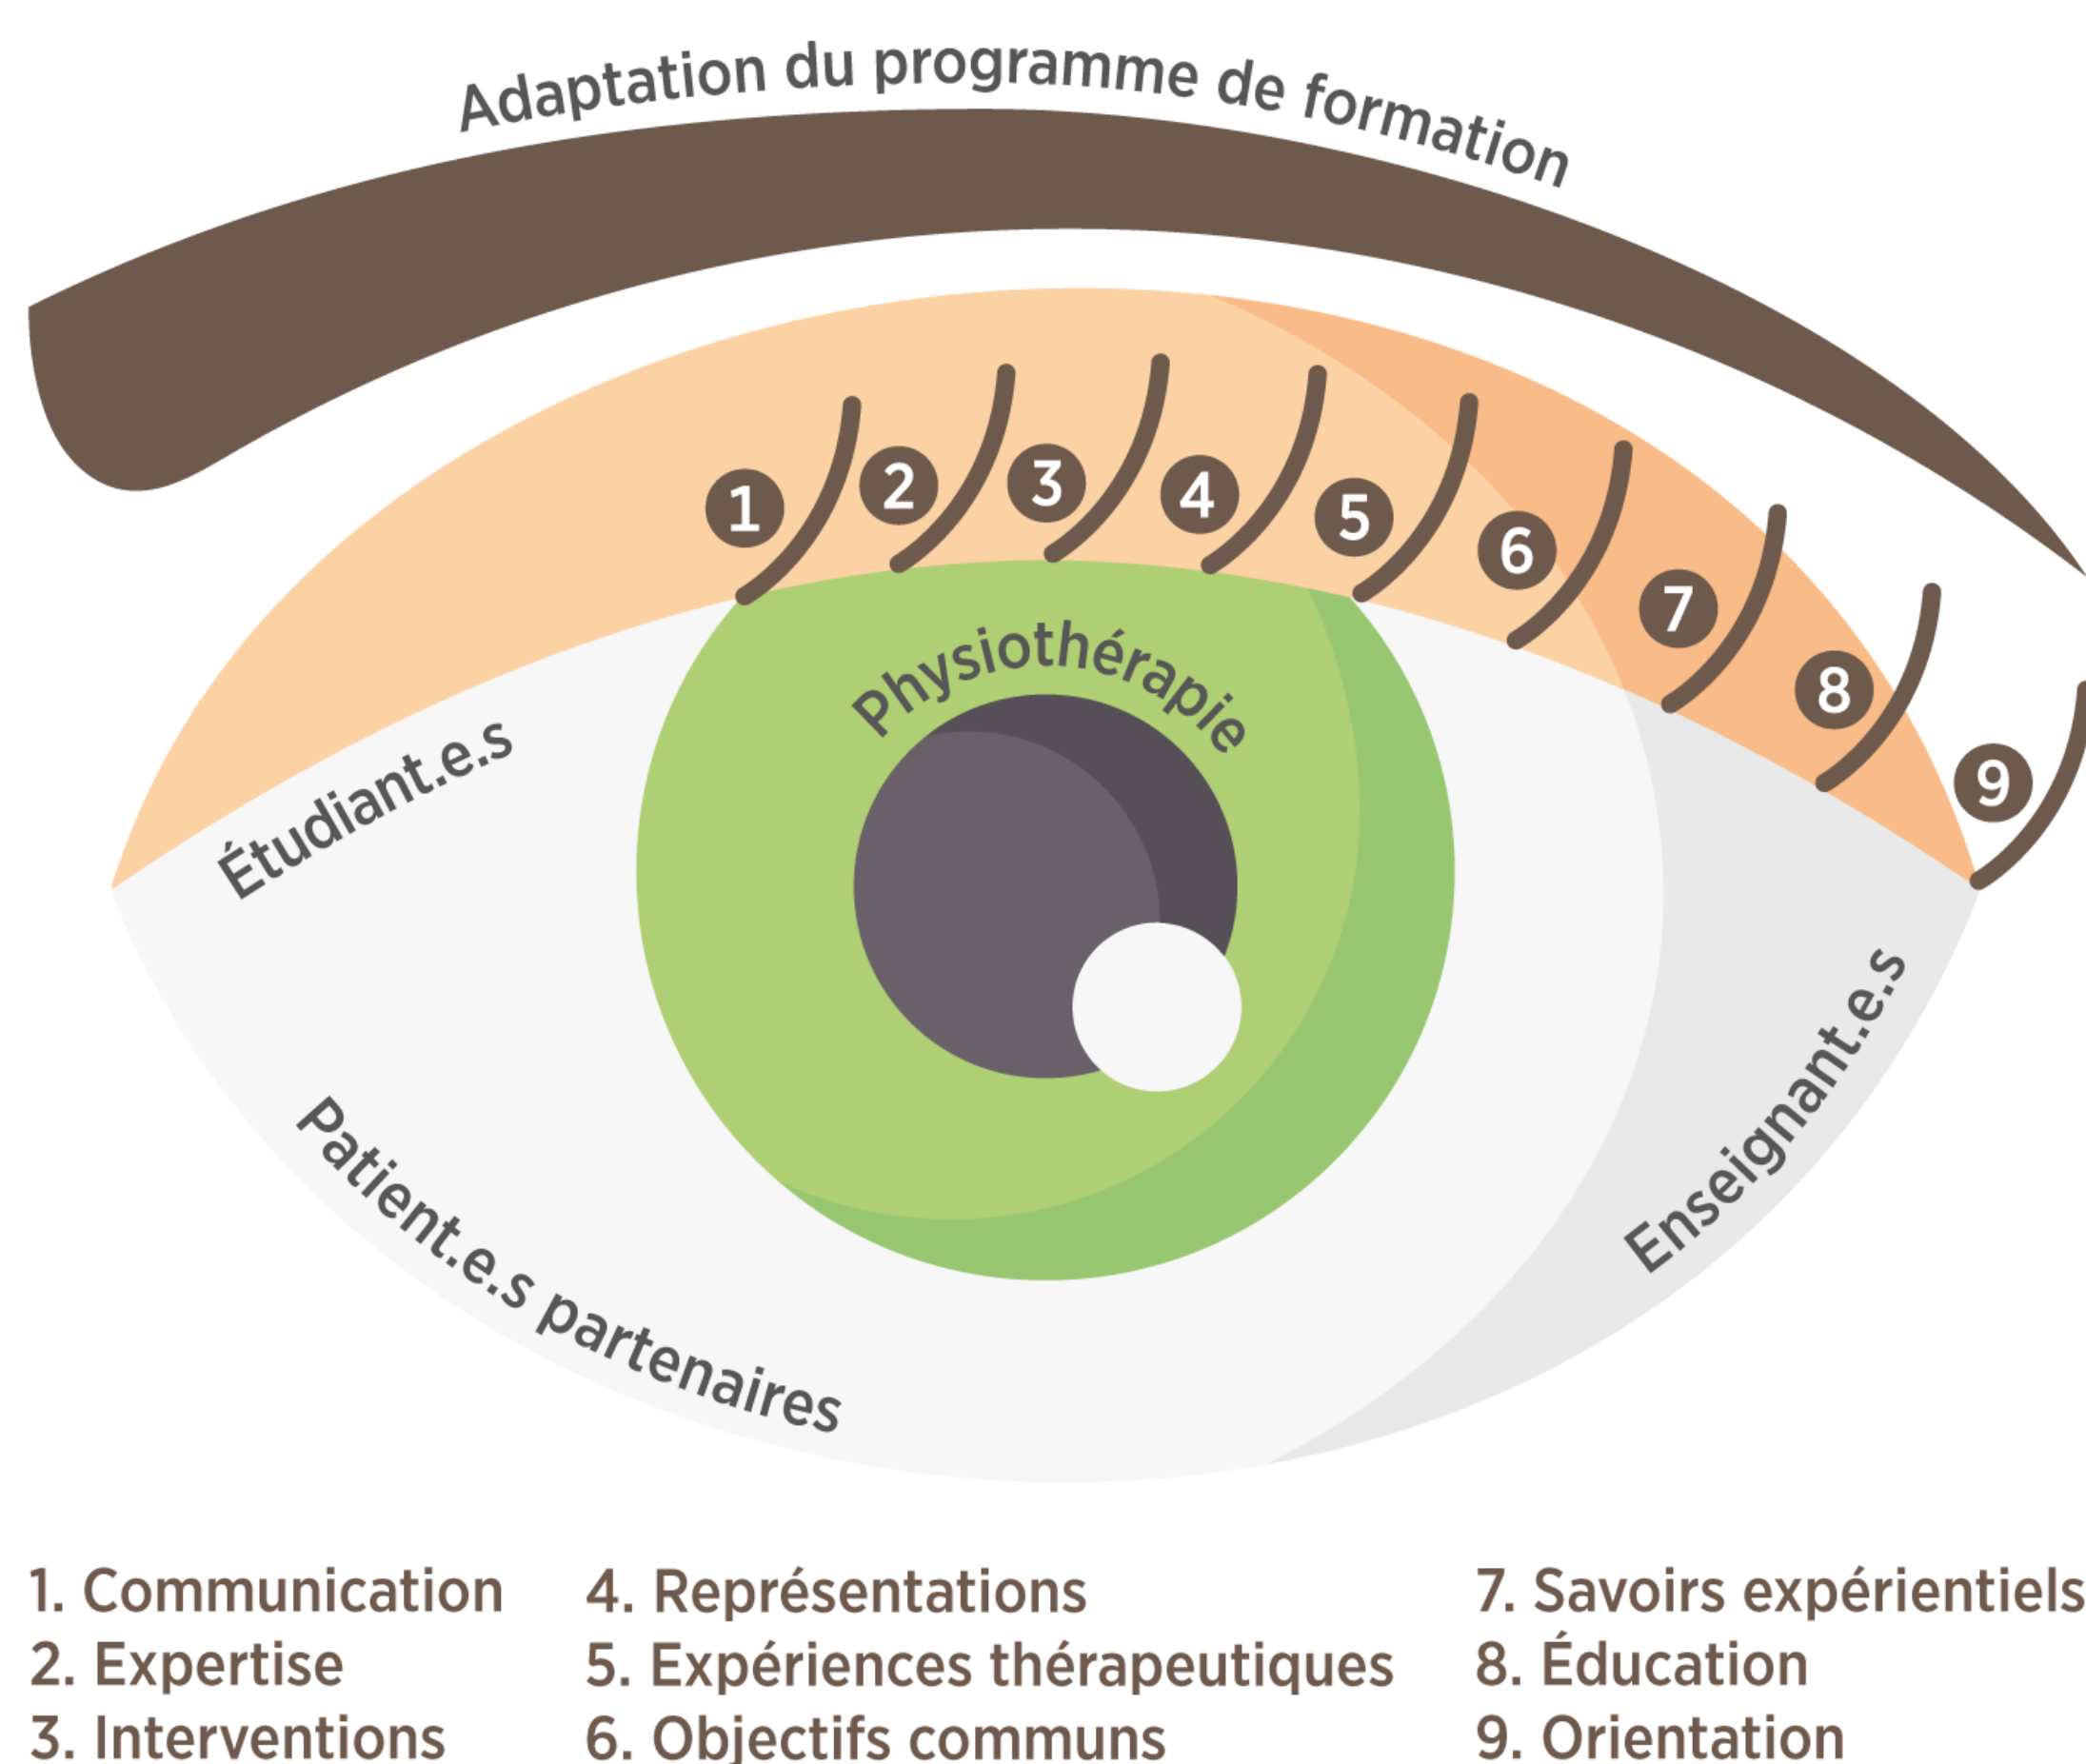 Adaptation du programme de formation
1
2
3
4
5
6
7
8
9
Physiothérapie
Étudiant.e.s
Enseignant.e.s
Patient.e.s partenaires
1. Communication
2. Expertise
3. Interventions
4. Représentations
5. Expériences thérapeutiques
6. Objectifs communs
7. Savoirs expérientiels
8. Éducation
9. Orientation